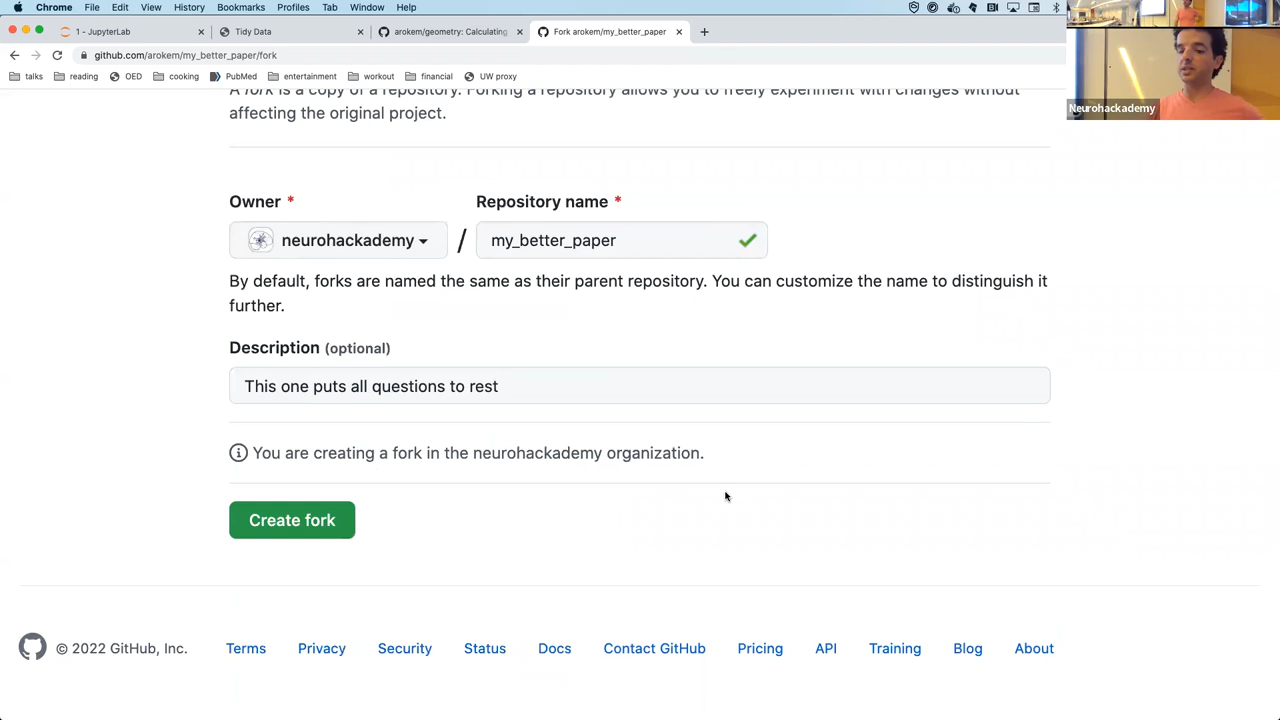 Chrome File Edit View History Bookmarks Profiles Tab Window Help
1 - JupyterLab
Tidy Data
arokem/geometry: Calculating
Fork arokem/my_better_paper
github.com/arokem/my_better_paper/fork
talks reading OED cooking PubMed entertainment workout financial UW proxy
Neurohackademy
A fork is a copy of a repository. Forking a repository allows you to freely experiment with changes without
affecting the original project.
Owner * Repository name *
neurohackademy / my_better_paper
By default, forks are named the same as their parent repository. You can customize the name to distinguish it
further.
Description (optional)
This one puts all questions to rest
You are creating a fork in the neurohackademy organization.
Create fork
© 2022 GitHub, Inc. Terms Privacy Security Status Docs Contact GitHub Pricing API Training Blog About